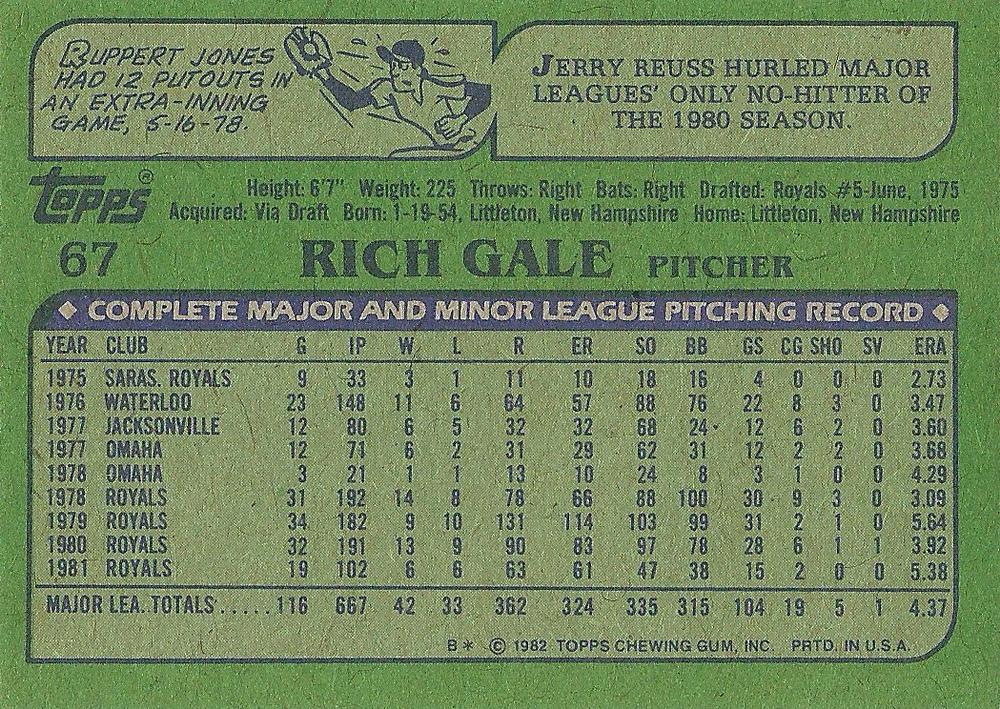 RUPPERT JONES
HAD 12 PUTOUTS IN
AN EXTRA-INNING
GAME, 5-16-78.
JERRY REUSS HURLED MAJOR
LEAGUES' ONLY NO-HITTER OF
THE 1980 SEASON.
TOPPS®
Height: 6'7" Weight: 225 Throws: Right Bats: Right Drafted: Royals #5-June, 1975
Acquired: Via Draft Born: 1-19-54, Littleton, New Hampshire Home: Littleton, New Hampshire
67 RICH GALE PITCHER
COMPLETE MAJOR AND MINOR LEAGUE PITCHING RECORD
YEAR CLUB G IP W L R ER SO BB GS CG SHO SV ERA
1975 SARAS. ROYALS 9 33 3 1 11 10 18 16 4 0 0 0 2.73
1976 WATERLOO 23 148 11 6 64 57 88 76 22 8 3 0 3.47
1977 JACKSONVILLE 12 80 6 5 32 32 68 24 12 6 2 0 3.60
1977 OMAHA 12 71 6 2 31 29 62 31 12 2 2 0 3.68
1978 OMAHA 3 21 1 1 13 10 24 8 3 1 0 0 4.29
1978 ROYALS 31 192 14 8 78 66 88 100 30 9 3 0 3.09
1979 ROYALS 34 182 9 10 131 114 103 99 31 2 1 0 5.64
1980 ROYALS 32 191 13 9 90 83 97 78 28 6 1 1 3.92
1981 ROYALS 19 102 6 6 63 61 47 38 15 2 0 0 5.38
MAJOR LEA. TOTALS.....116 667 42 33 362 324 335 315 104 19 5 1 4.37
B* © 1982 TOPPS CHEWING GUM, INC. PRTD. IN U.S.A.